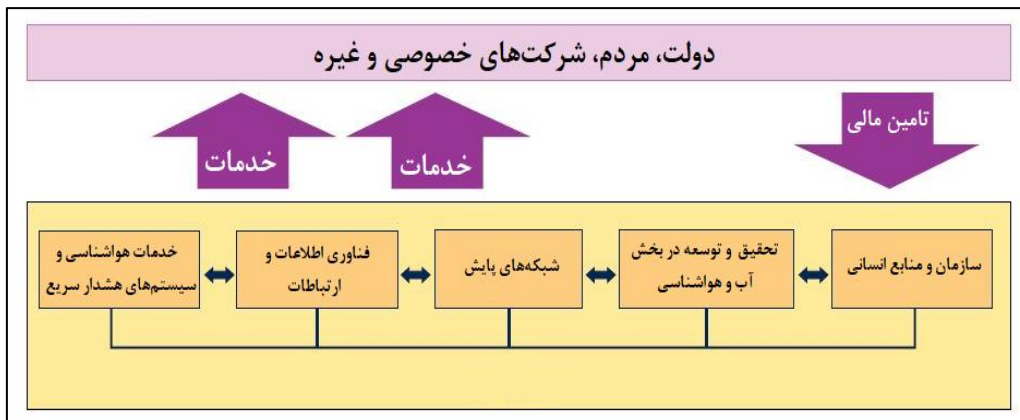 دولت، مردم، شرکت‌های خصوصی و غیره
تامین مالی
خدمات
خدمات
سازمان و منابع انسانی
تحقیق و توسعه در بخش
آب و هواشناسی
شبکه‌های پایش
فناوری اطلاعات و
ارتباطات
خدمات هواشناسی و
سیستم‌های هشدار سریع